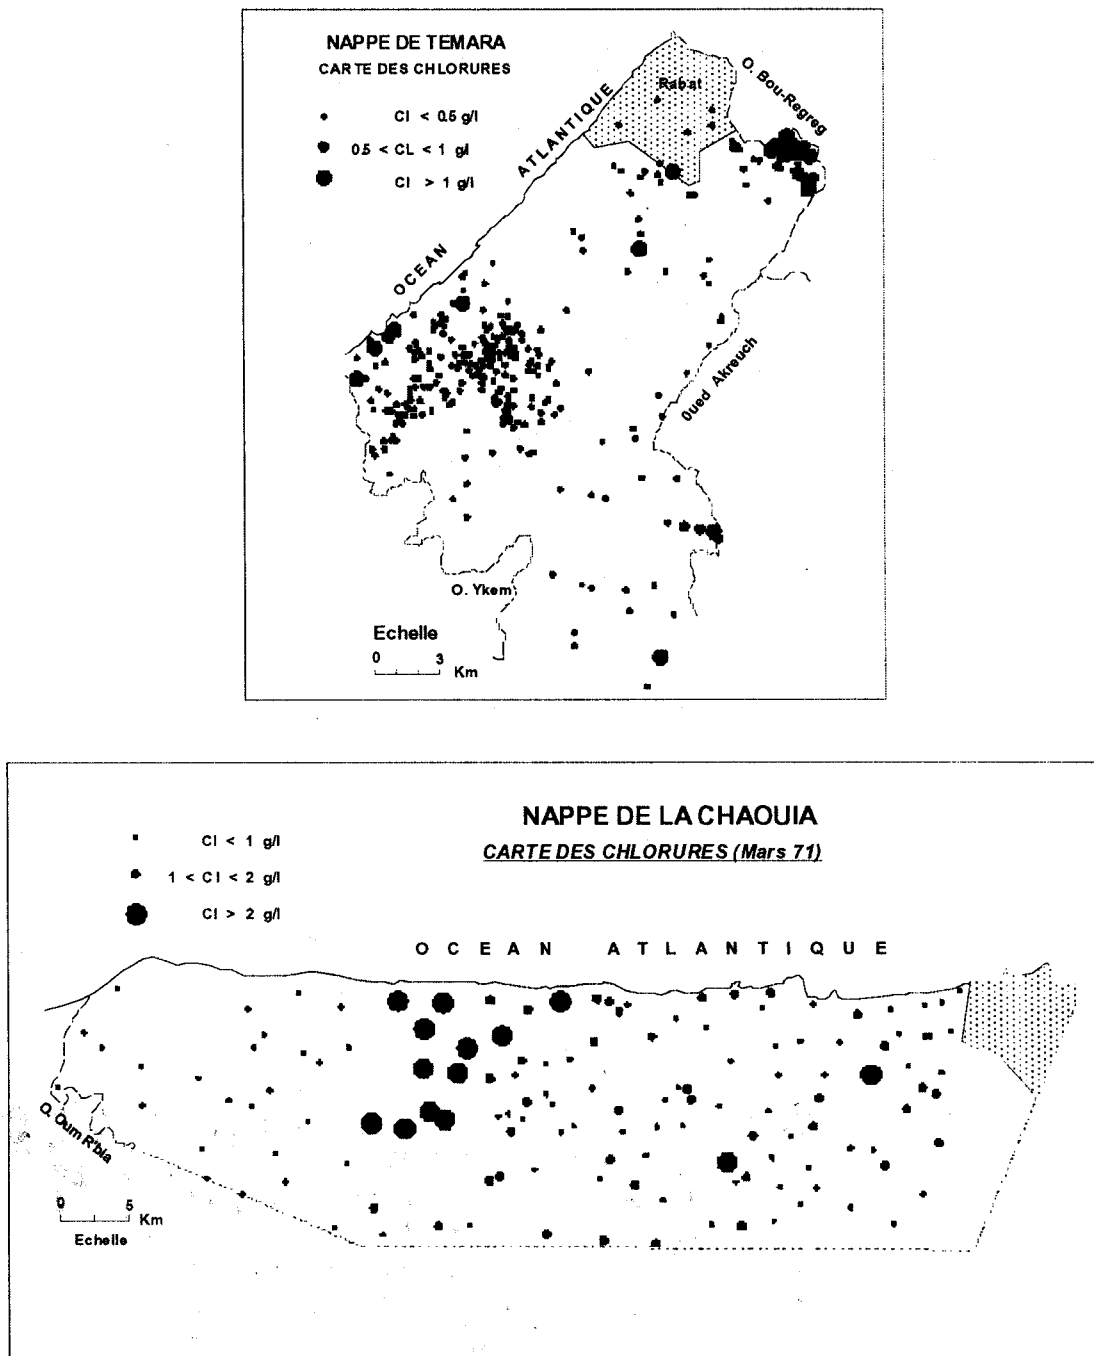 NAPPE DE TEMARA
CARTE DES CHLORURES
Cl < 0.5 g/l
0.5 < CL < 1 g/l
Cl > 1 g/l
OCEAN ATLANTIQUE
Rabat
O. Bou-Regreg
Oued Akreuch
O. Ykem
Echelle
0 3
Km
NAPPE DE LA CHAOUIA
CARTE DES CHLORURES (Mars 71)
Cl < 1 g/l
1 < Cl < 2 g/l
Cl > 2 g/l
OCEAN ATLANTIQUE
O. Oum R'bia
0 5
Km
Echelle